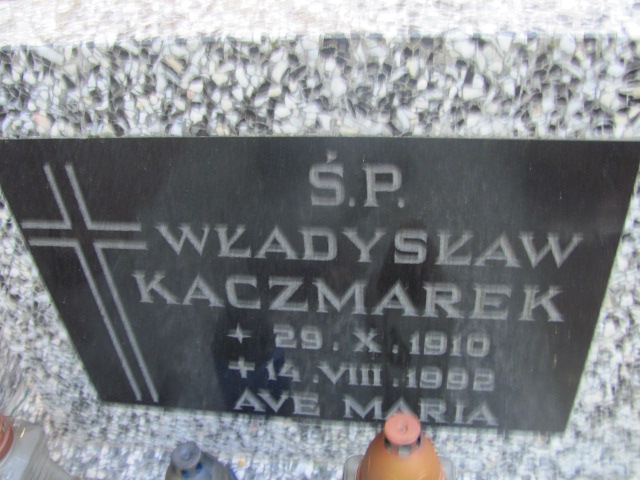 Ś.P.
WŁADYSŁAW
KACZMAREK
+ 29.X.1910
+ 14.VIII.1992
AVE MARIA